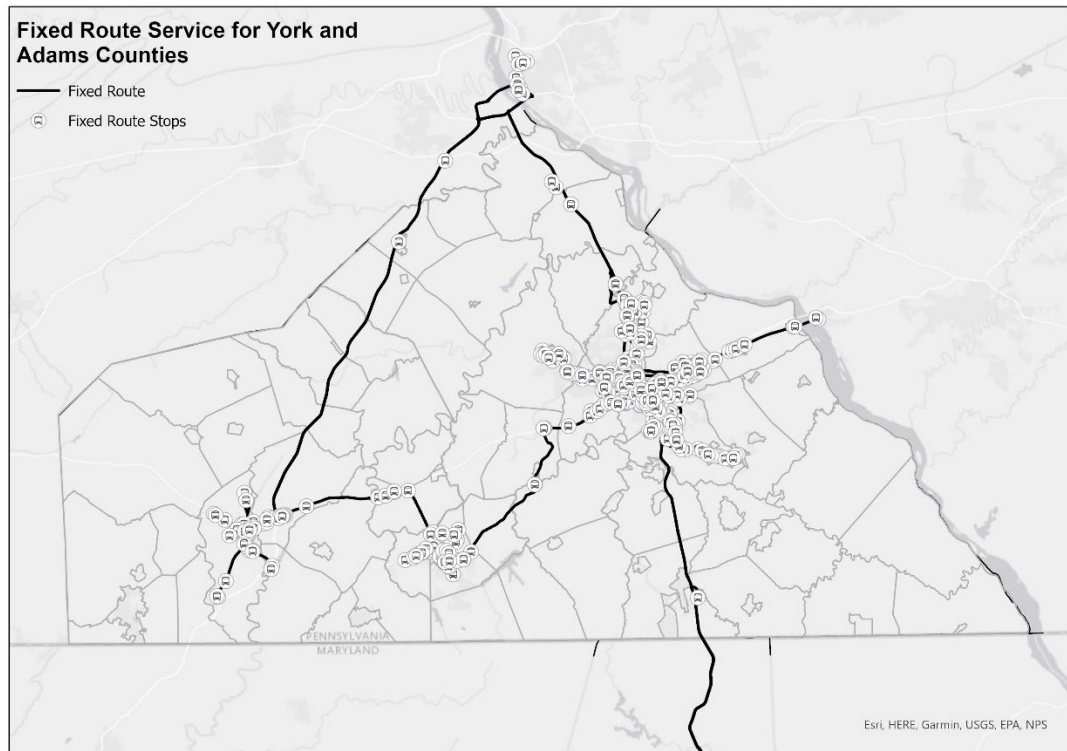 Fixed Route Service for York and
Adams Counties
Fixed Route
Fixed Route Stops
PENNSYLVANIA
MARYLAND
Esri, HERE, Garmin, USGS, EPA, NPS